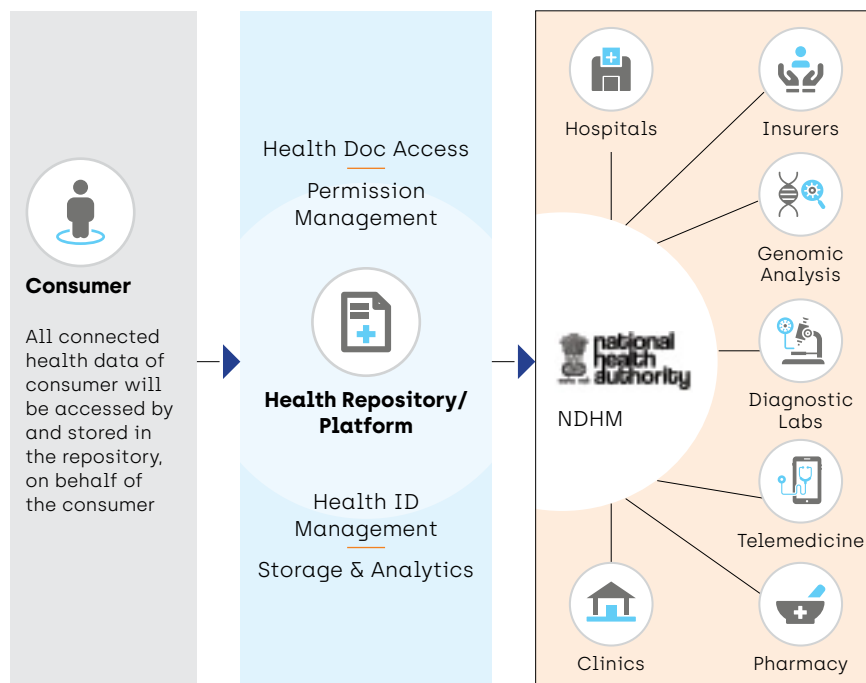 Consumer
All connected
health data of
consumer will
be accessed by
and stored in
the repository,
on behalf of
the consumer
Health Doc Access
Permission
Management
Health Repository/
Platform
Health ID
Management
Storage & Analytics
Hospitals
Insurers
Genomic
Analysis
national
health
authority
NDHM
Diagnostic
Labs
Telemedicine
Clinics
Pharmacy